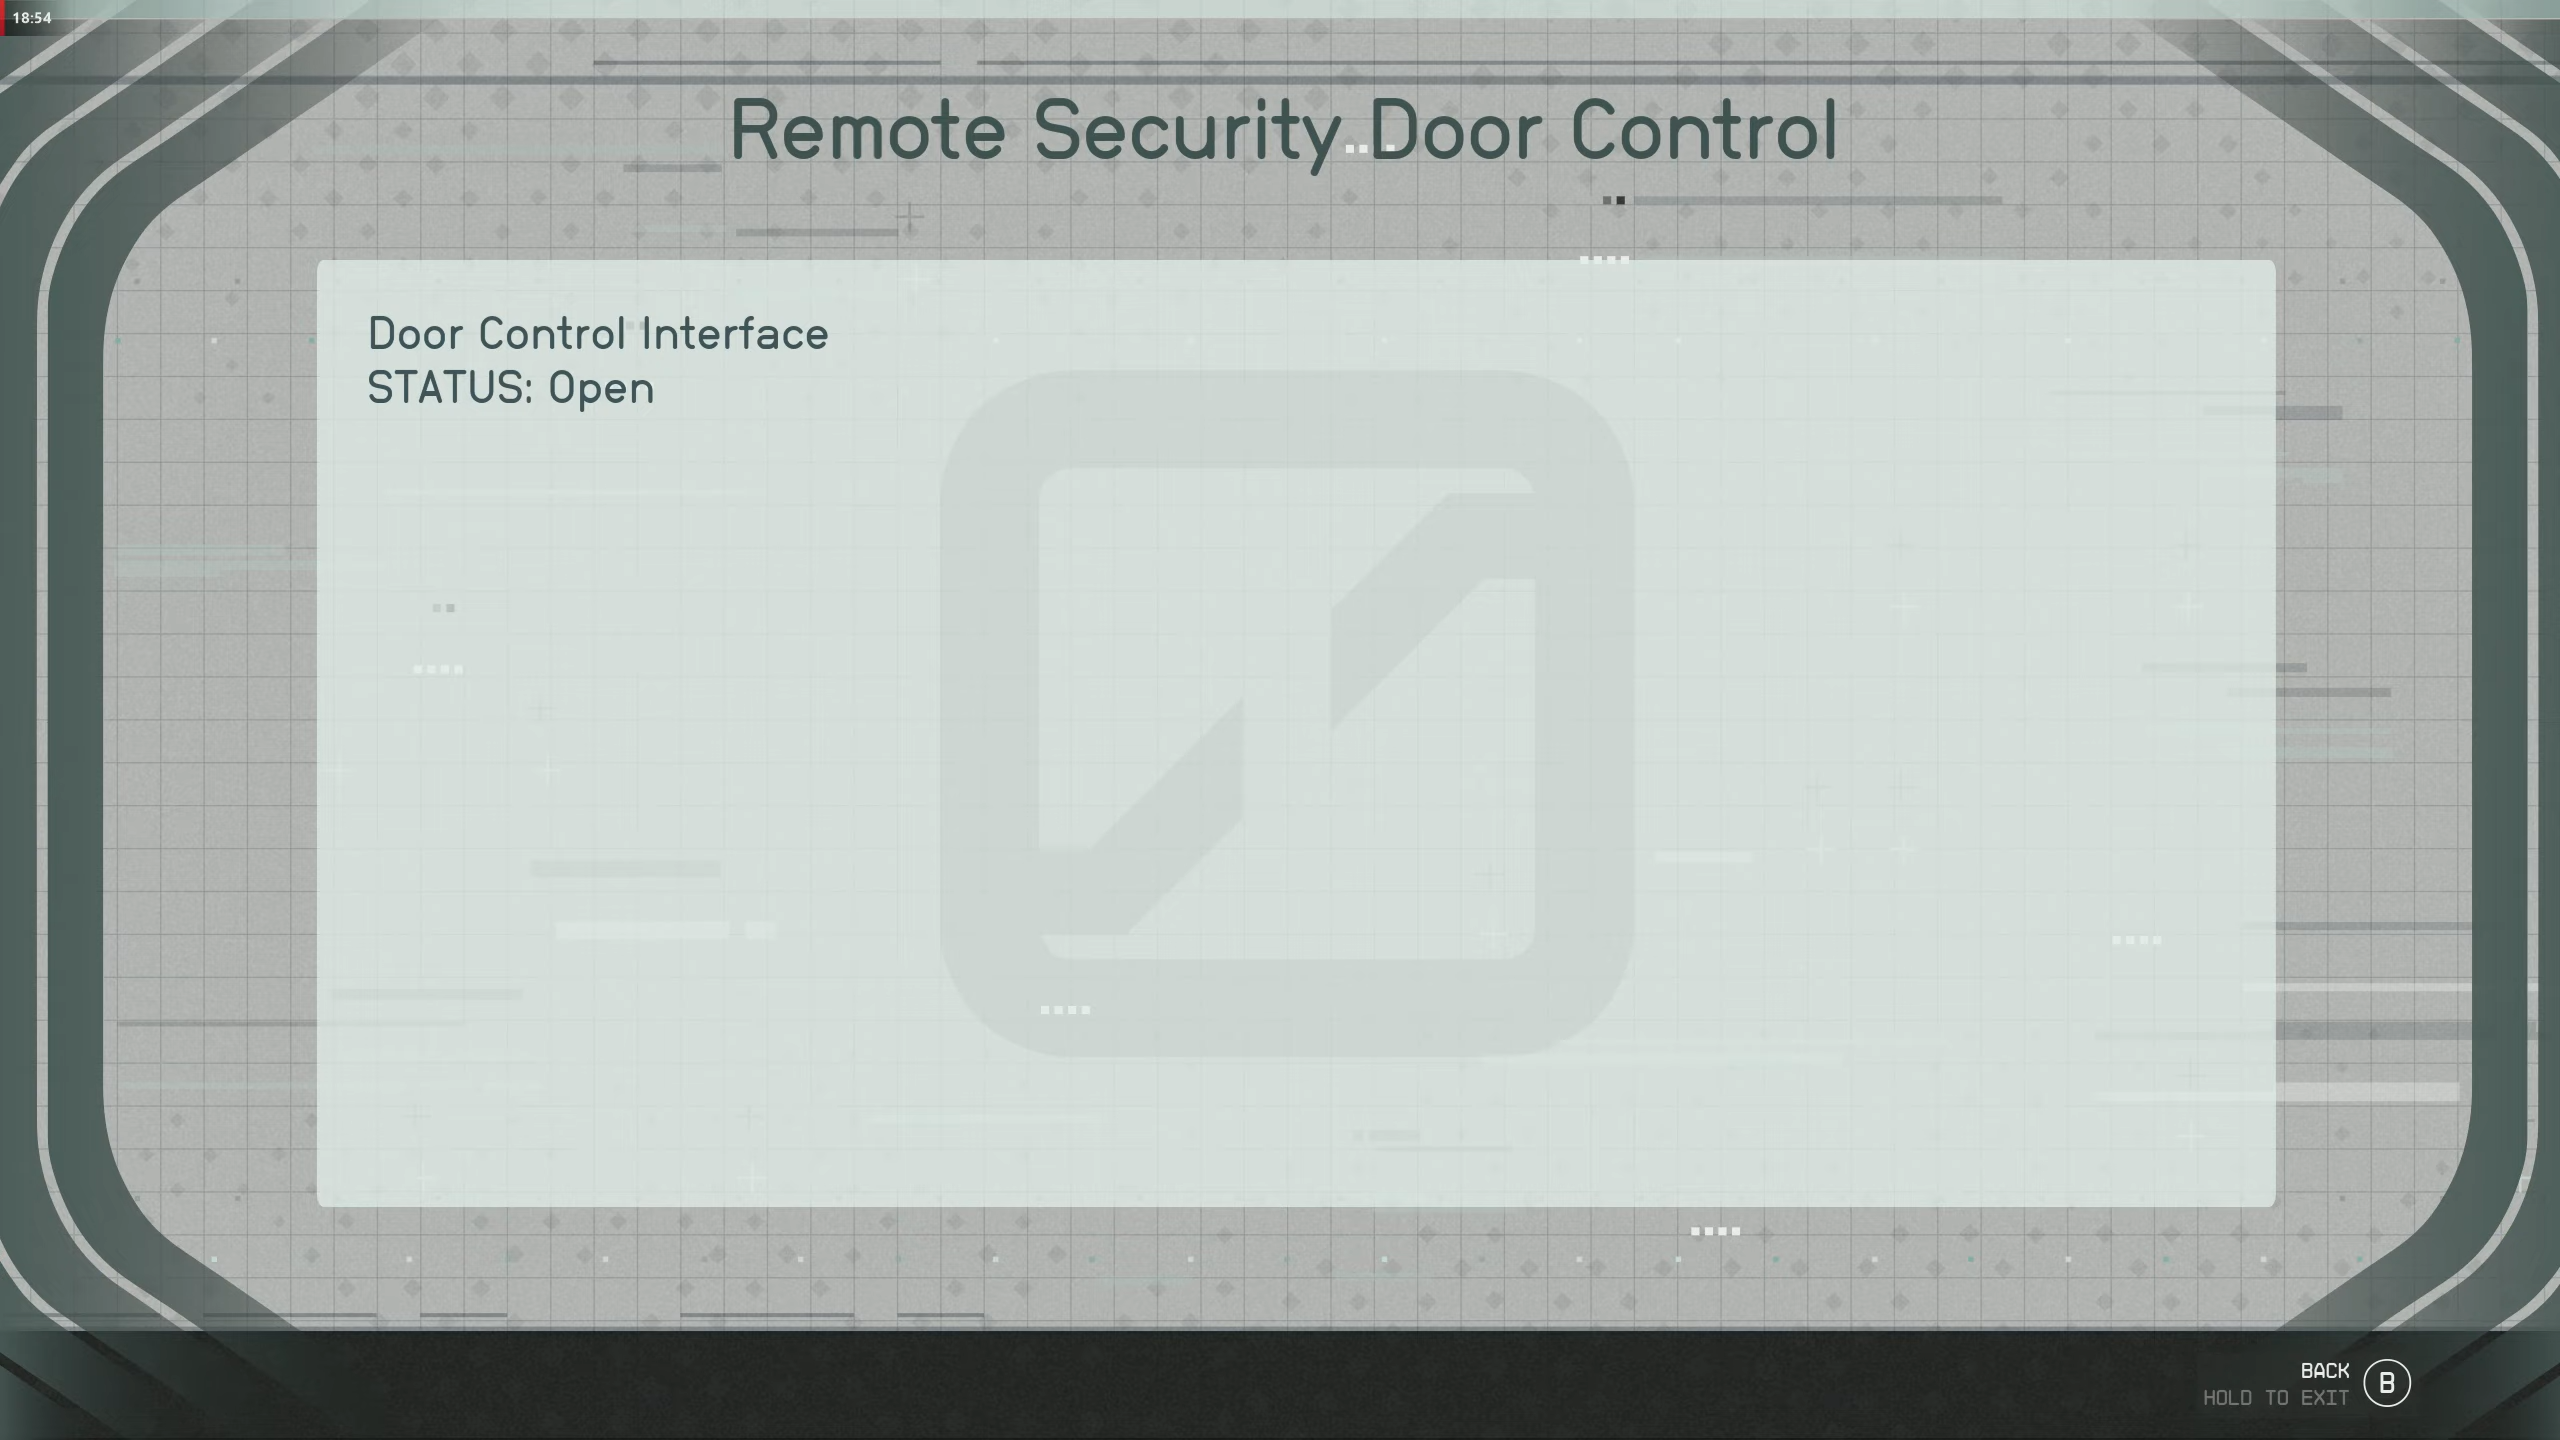 18:54
Remote Security Door Control
Door Control Interface
STATUS: Open
BACK
HOLD TO EXIT
B